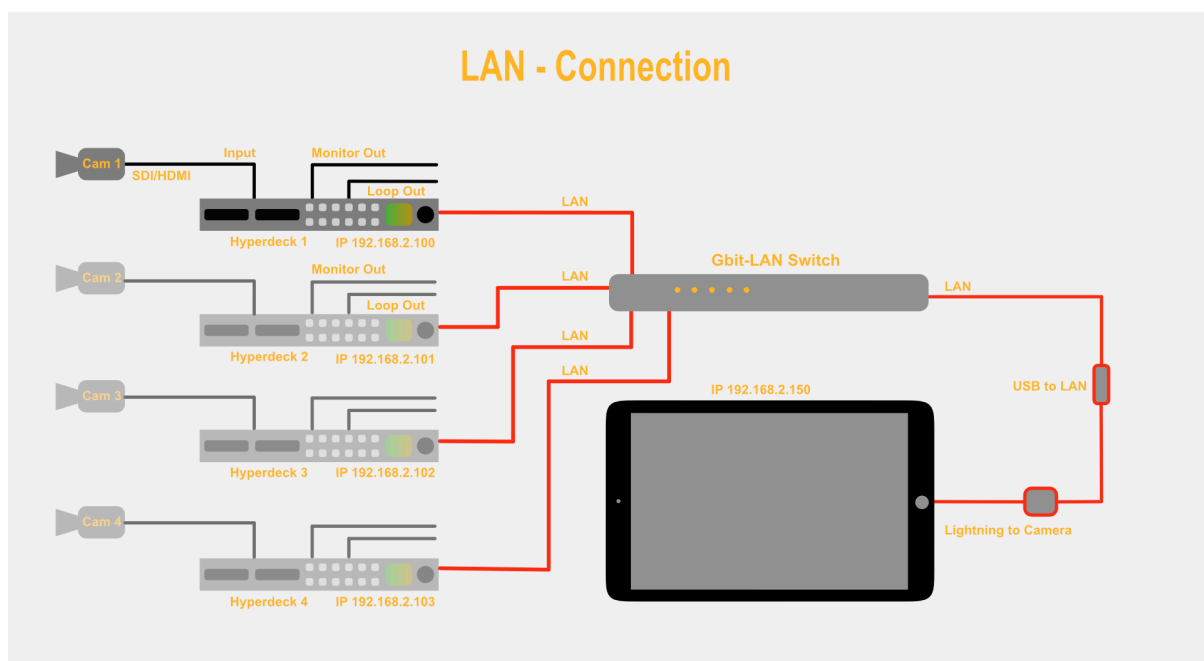 LAN - Connection
Cam 1
SDI/HDMI
Input
Monitor Out
Loop Out
LAN
Hyperdeck 1
IP 192.168.2.100
Cam 2
Monitor Out
Loop Out
LAN
Hyperdeck 2
IP 192.168.2.101
Gbit-LAN Switch
LAN
Cam 3
LAN
Hyperdeck 3
IP 192.168.2.102
LAN
Cam 4
Hyperdeck 4
IP 192.168.2.103
IP 192.168.2.150
USB to LAN
Lightning to Camera